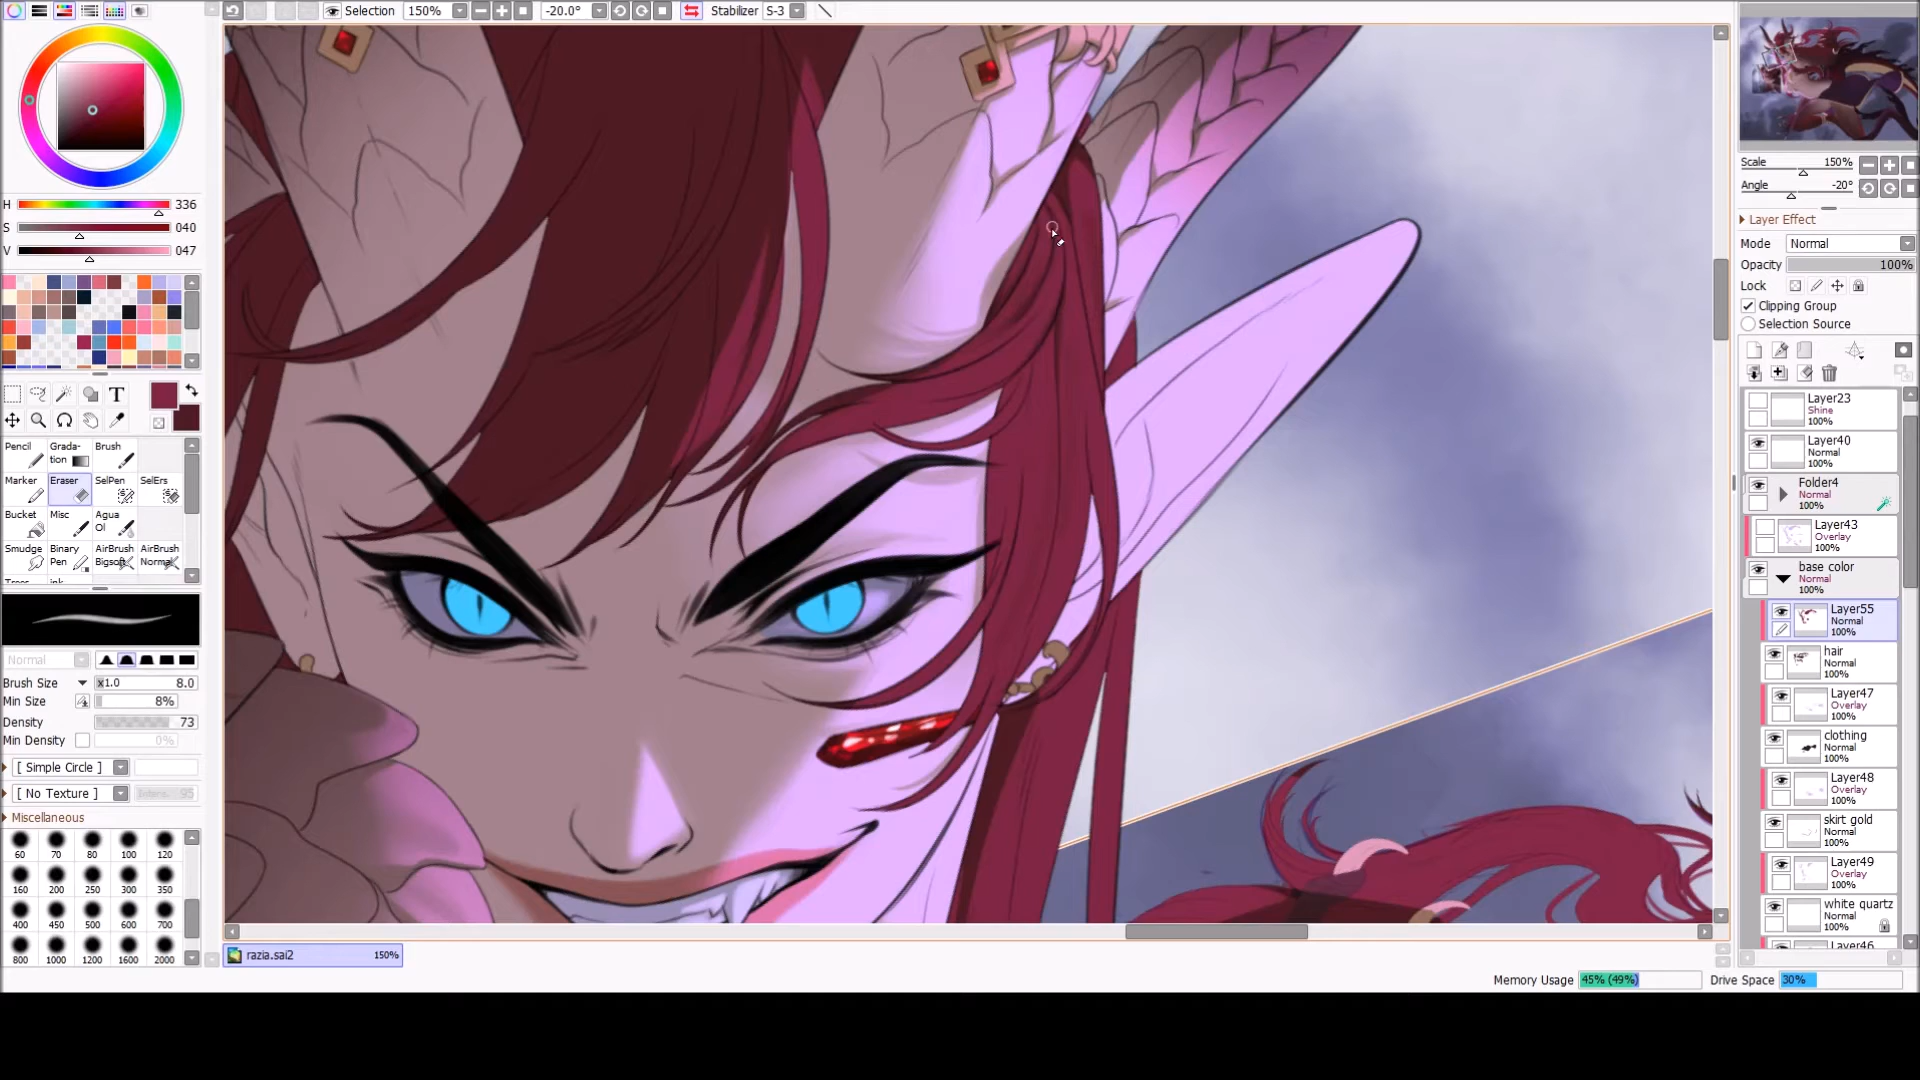 Selection 150% -20.0° Stabilizer S-3
H 336
S 040
V 047
T
Pencil Grada-tion Brush
Marker Eraser SelPen SelErs
Bucket Misc Agua Ol
Smudge Binary Pen AirBrush Bigsoft AirBrush Normal
Normal
Brush Size x1.0 8.0
Min Size 8%
Density 73
Min Density 0%
[ Simple Circle ]
[ No Texture ] 95
Miscellaneous
60 70 80 100 120
160 200 250 300 350
400 450 500 600 700
800 1000 1200 1600 2000
razia.sai2 150%
Scale 150%
Angle -20°
Layer Effect
Mode Normal
Opacity 100%
Lock
Clipping Group
Selection Source
Layer23
Shine
100%
Layer40
Normal
100%
Folder4
Normal
100%
Layer43
Overlay
100%
base color
Normal
100%
Layer55
Normal
100%
hair
Normal
100%
Layer47
Overlay
100%
clothing
Normal
100%
Layer48
Overlay
100%
skirt gold
Normal
100%
Layer49
Overlay
100%
white quartz
Normal
100%
Layer46
Memory Usage 45% (49%) Drive Space 30%